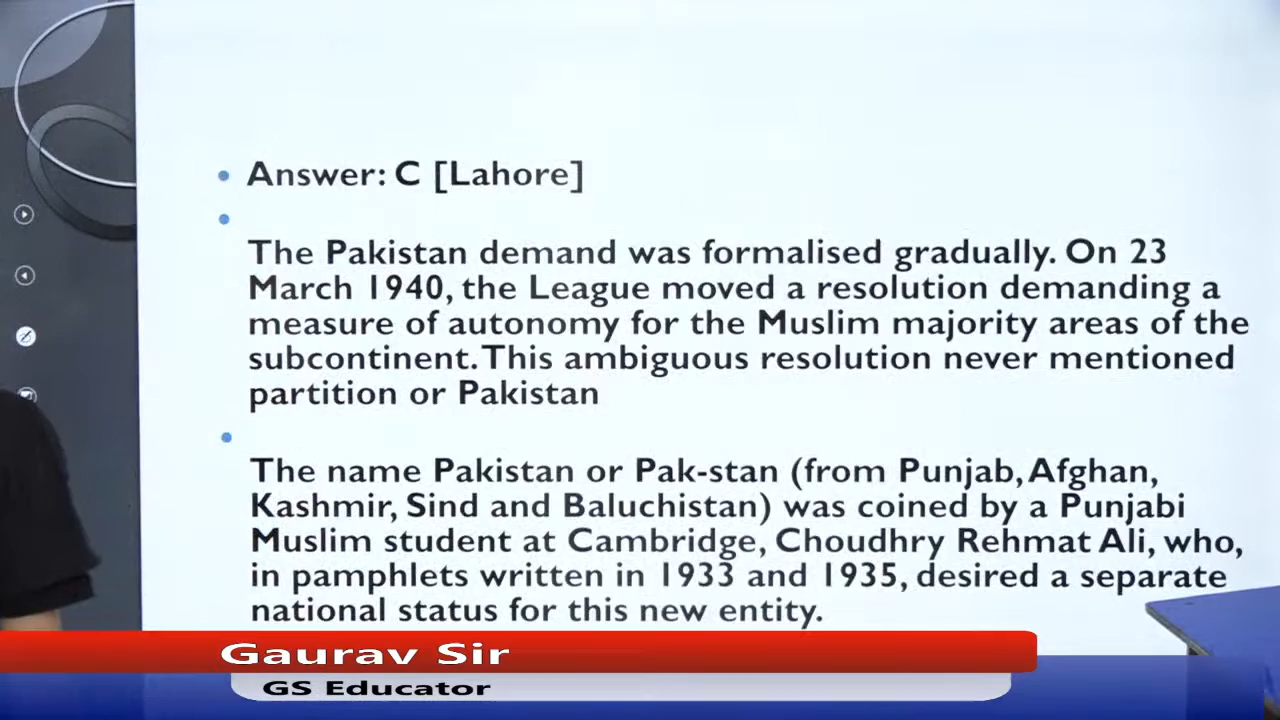 Answer: C [Lahore]
The Pakistan demand was formalised gradually. On 23
March 1940, the League moved a resolution demanding a
measure of autonomy for the Muslim majority areas of the
subcontinent. This ambiguous resolution never mentioned
partition or Pakistan
The name Pakistan or Pak-stan (from Punjab, Afghan,
Kashmir, Sind and Baluchistan) was coined by a Punjabi
Muslim student at Cambridge, Choudhry Rehmat Ali, who,
in pamphlets written in 1933 and 1935, desired a separate
national status for this new entity.
Gaurav Sir
GS Educator